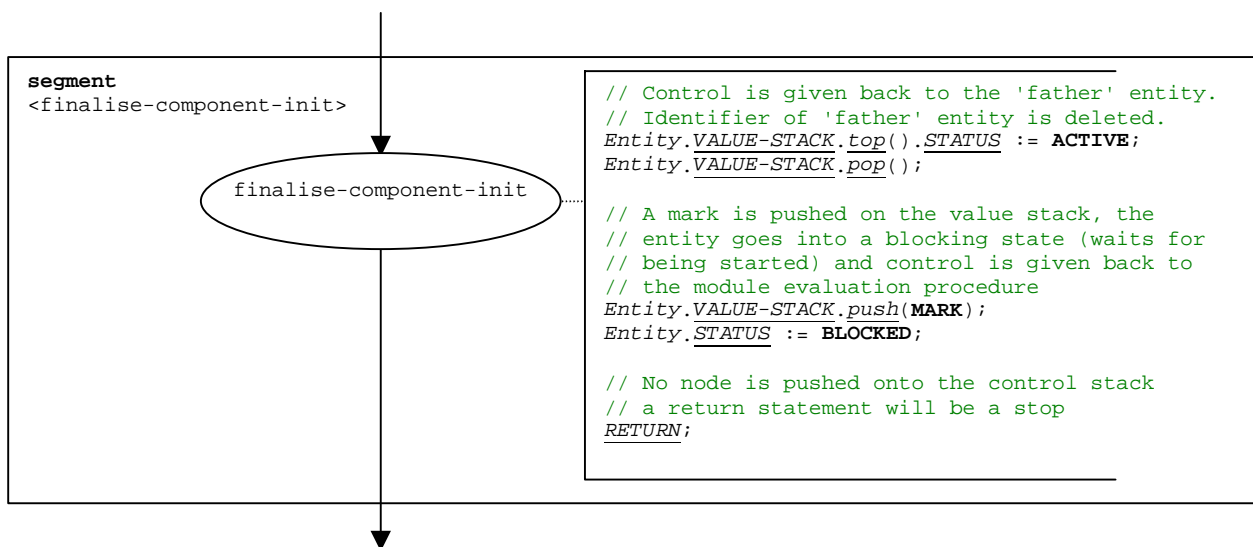 segment
<finalise-component-init>
finalise-component-init
// Control is given back to the 'father' entity.
// Identifier of 'father' entity is deleted.
Entity.VALUE-STACK.top().STATUS := ACTIVE;
Entity.VALUE-STACK.pop();
// A mark is pushed on the value stack, the
// entity goes into a blocking state (waits for
// being started) and control is given back to
// the module evaluation procedure
Entity.VALUE-STACK.push(MARK);
Entity.STATUS := BLOCKED;
// No node is pushed onto the control stack
// a return statement will be a stop
RETURN;